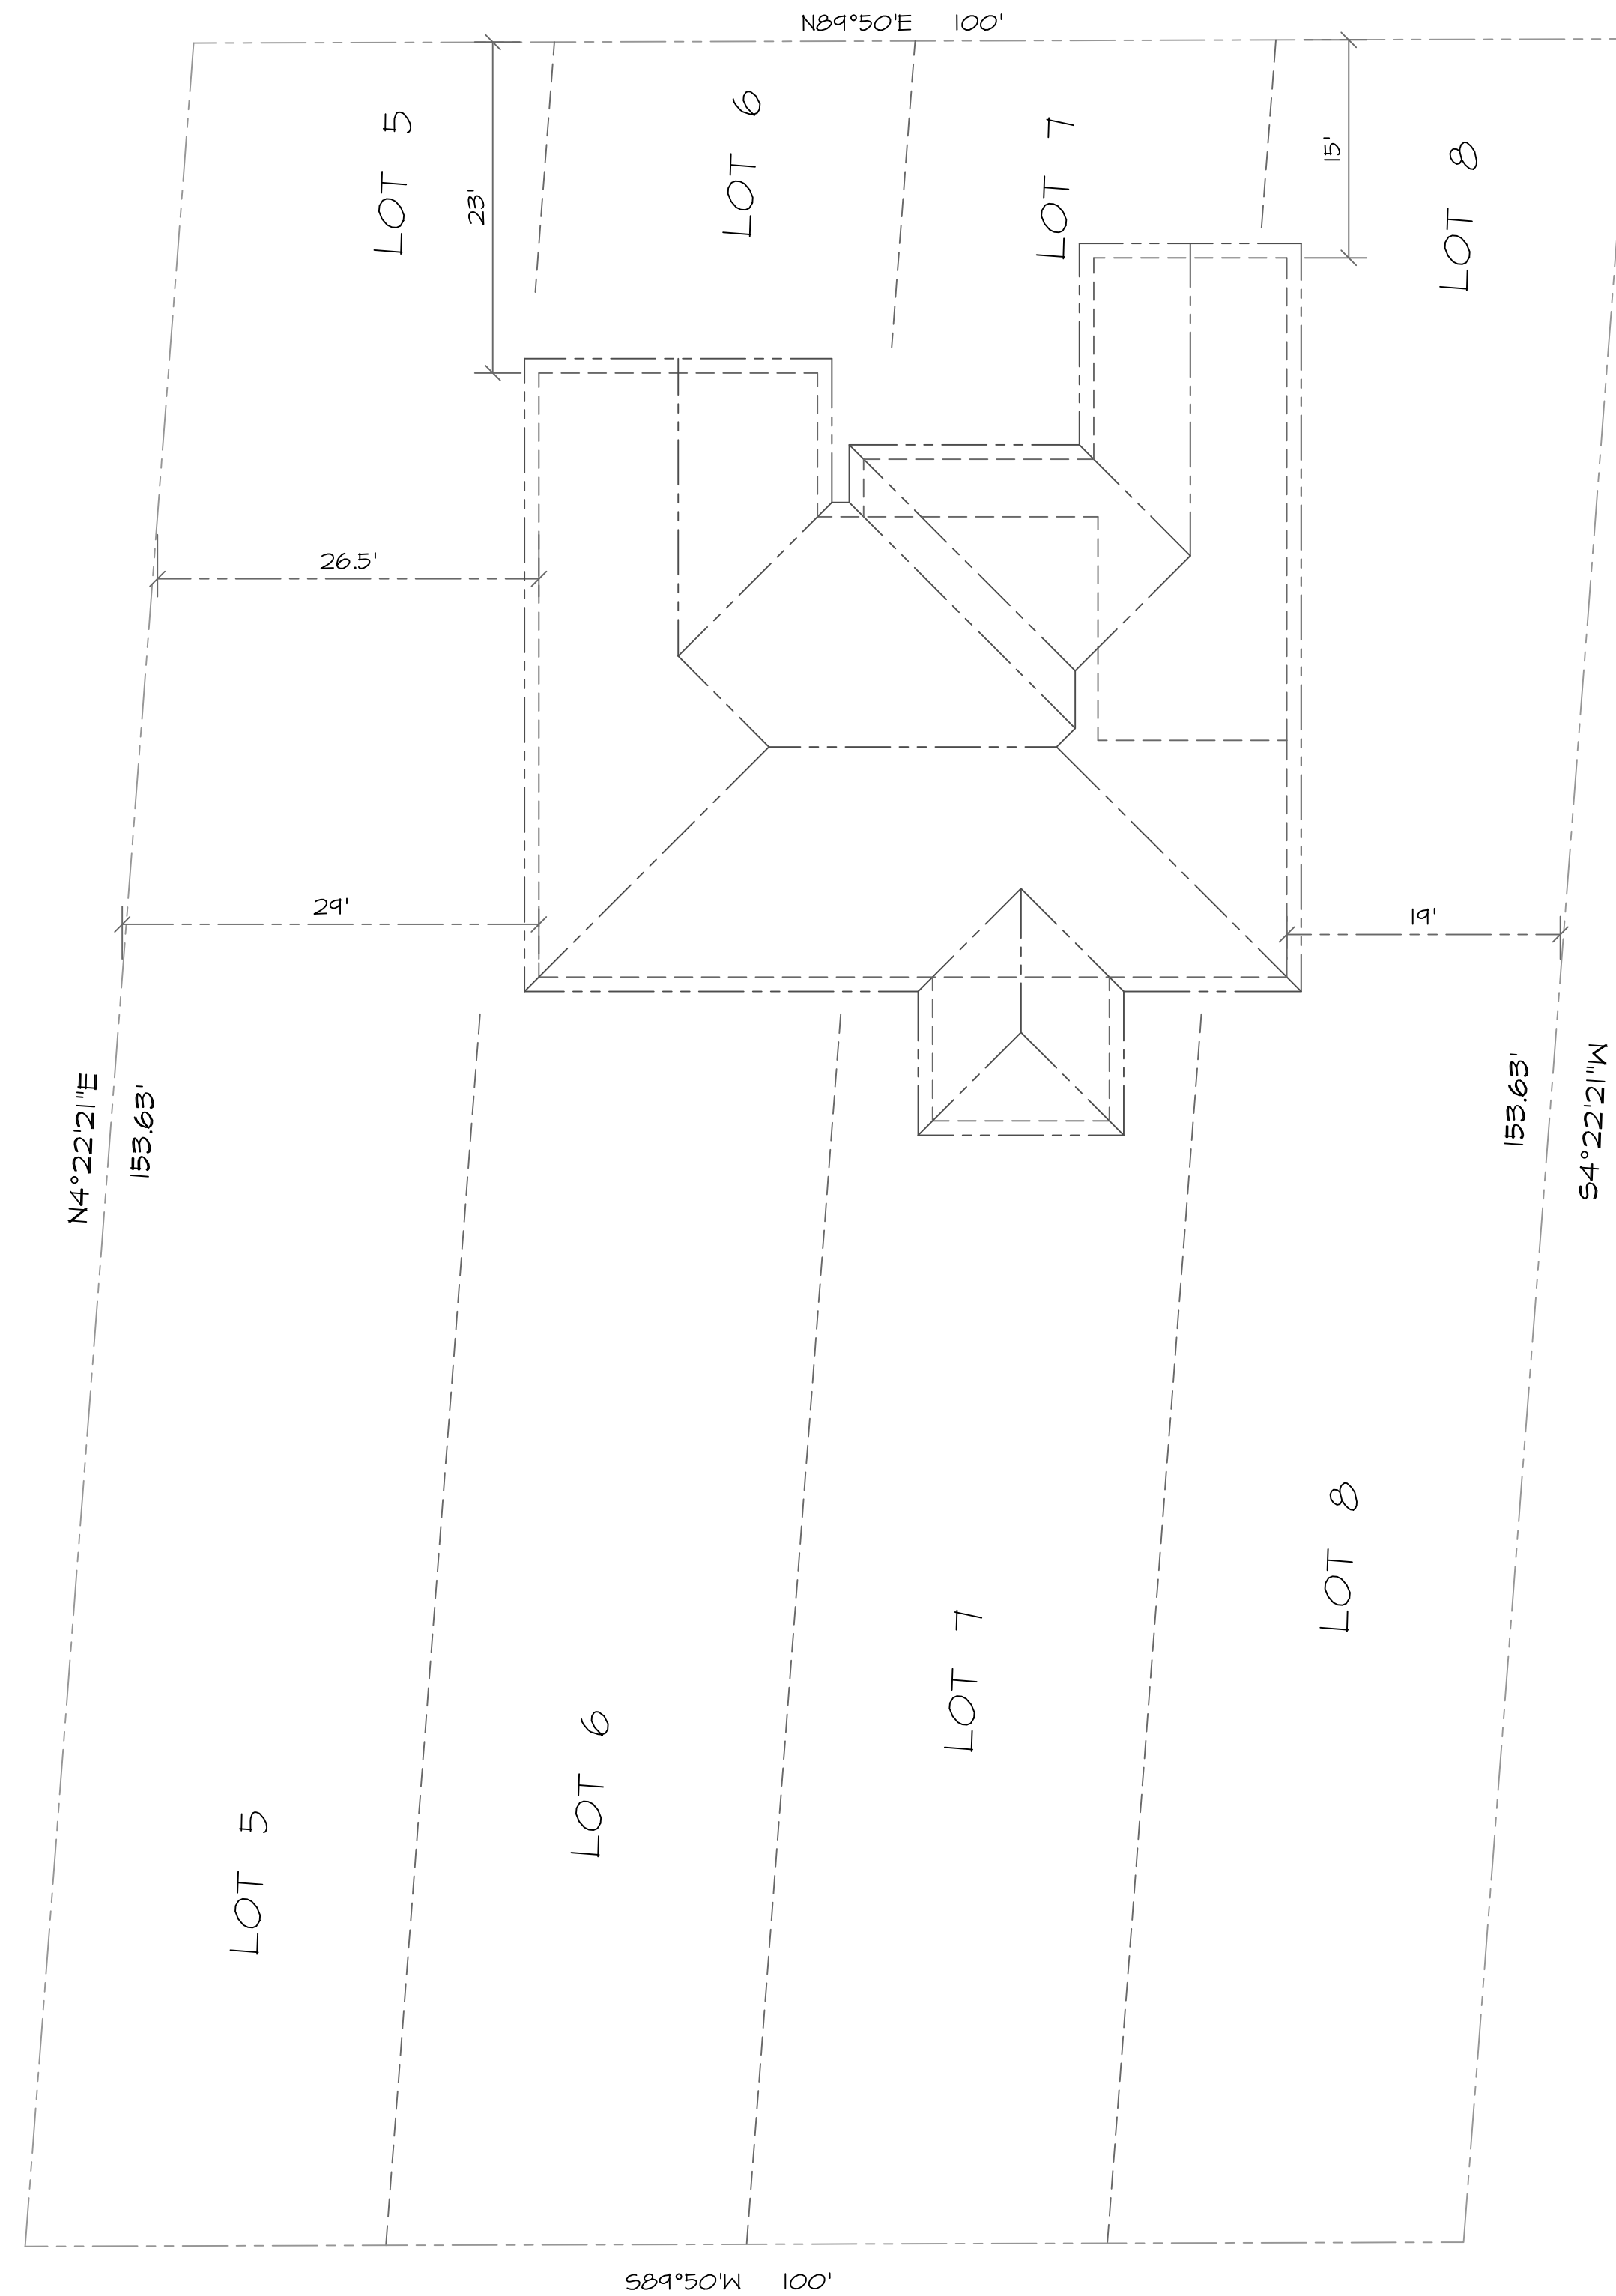 N89°50'E 100'
LOT 5
23'
LOT 6
LOT 7
15'
LOT 8
26.5'
29'
19'
N4°22'21"E
153.63'
153.63'
S4°22'21"W
LOT 5
LOT 6
LOT 7
LOT 8
S89°50'W 100'